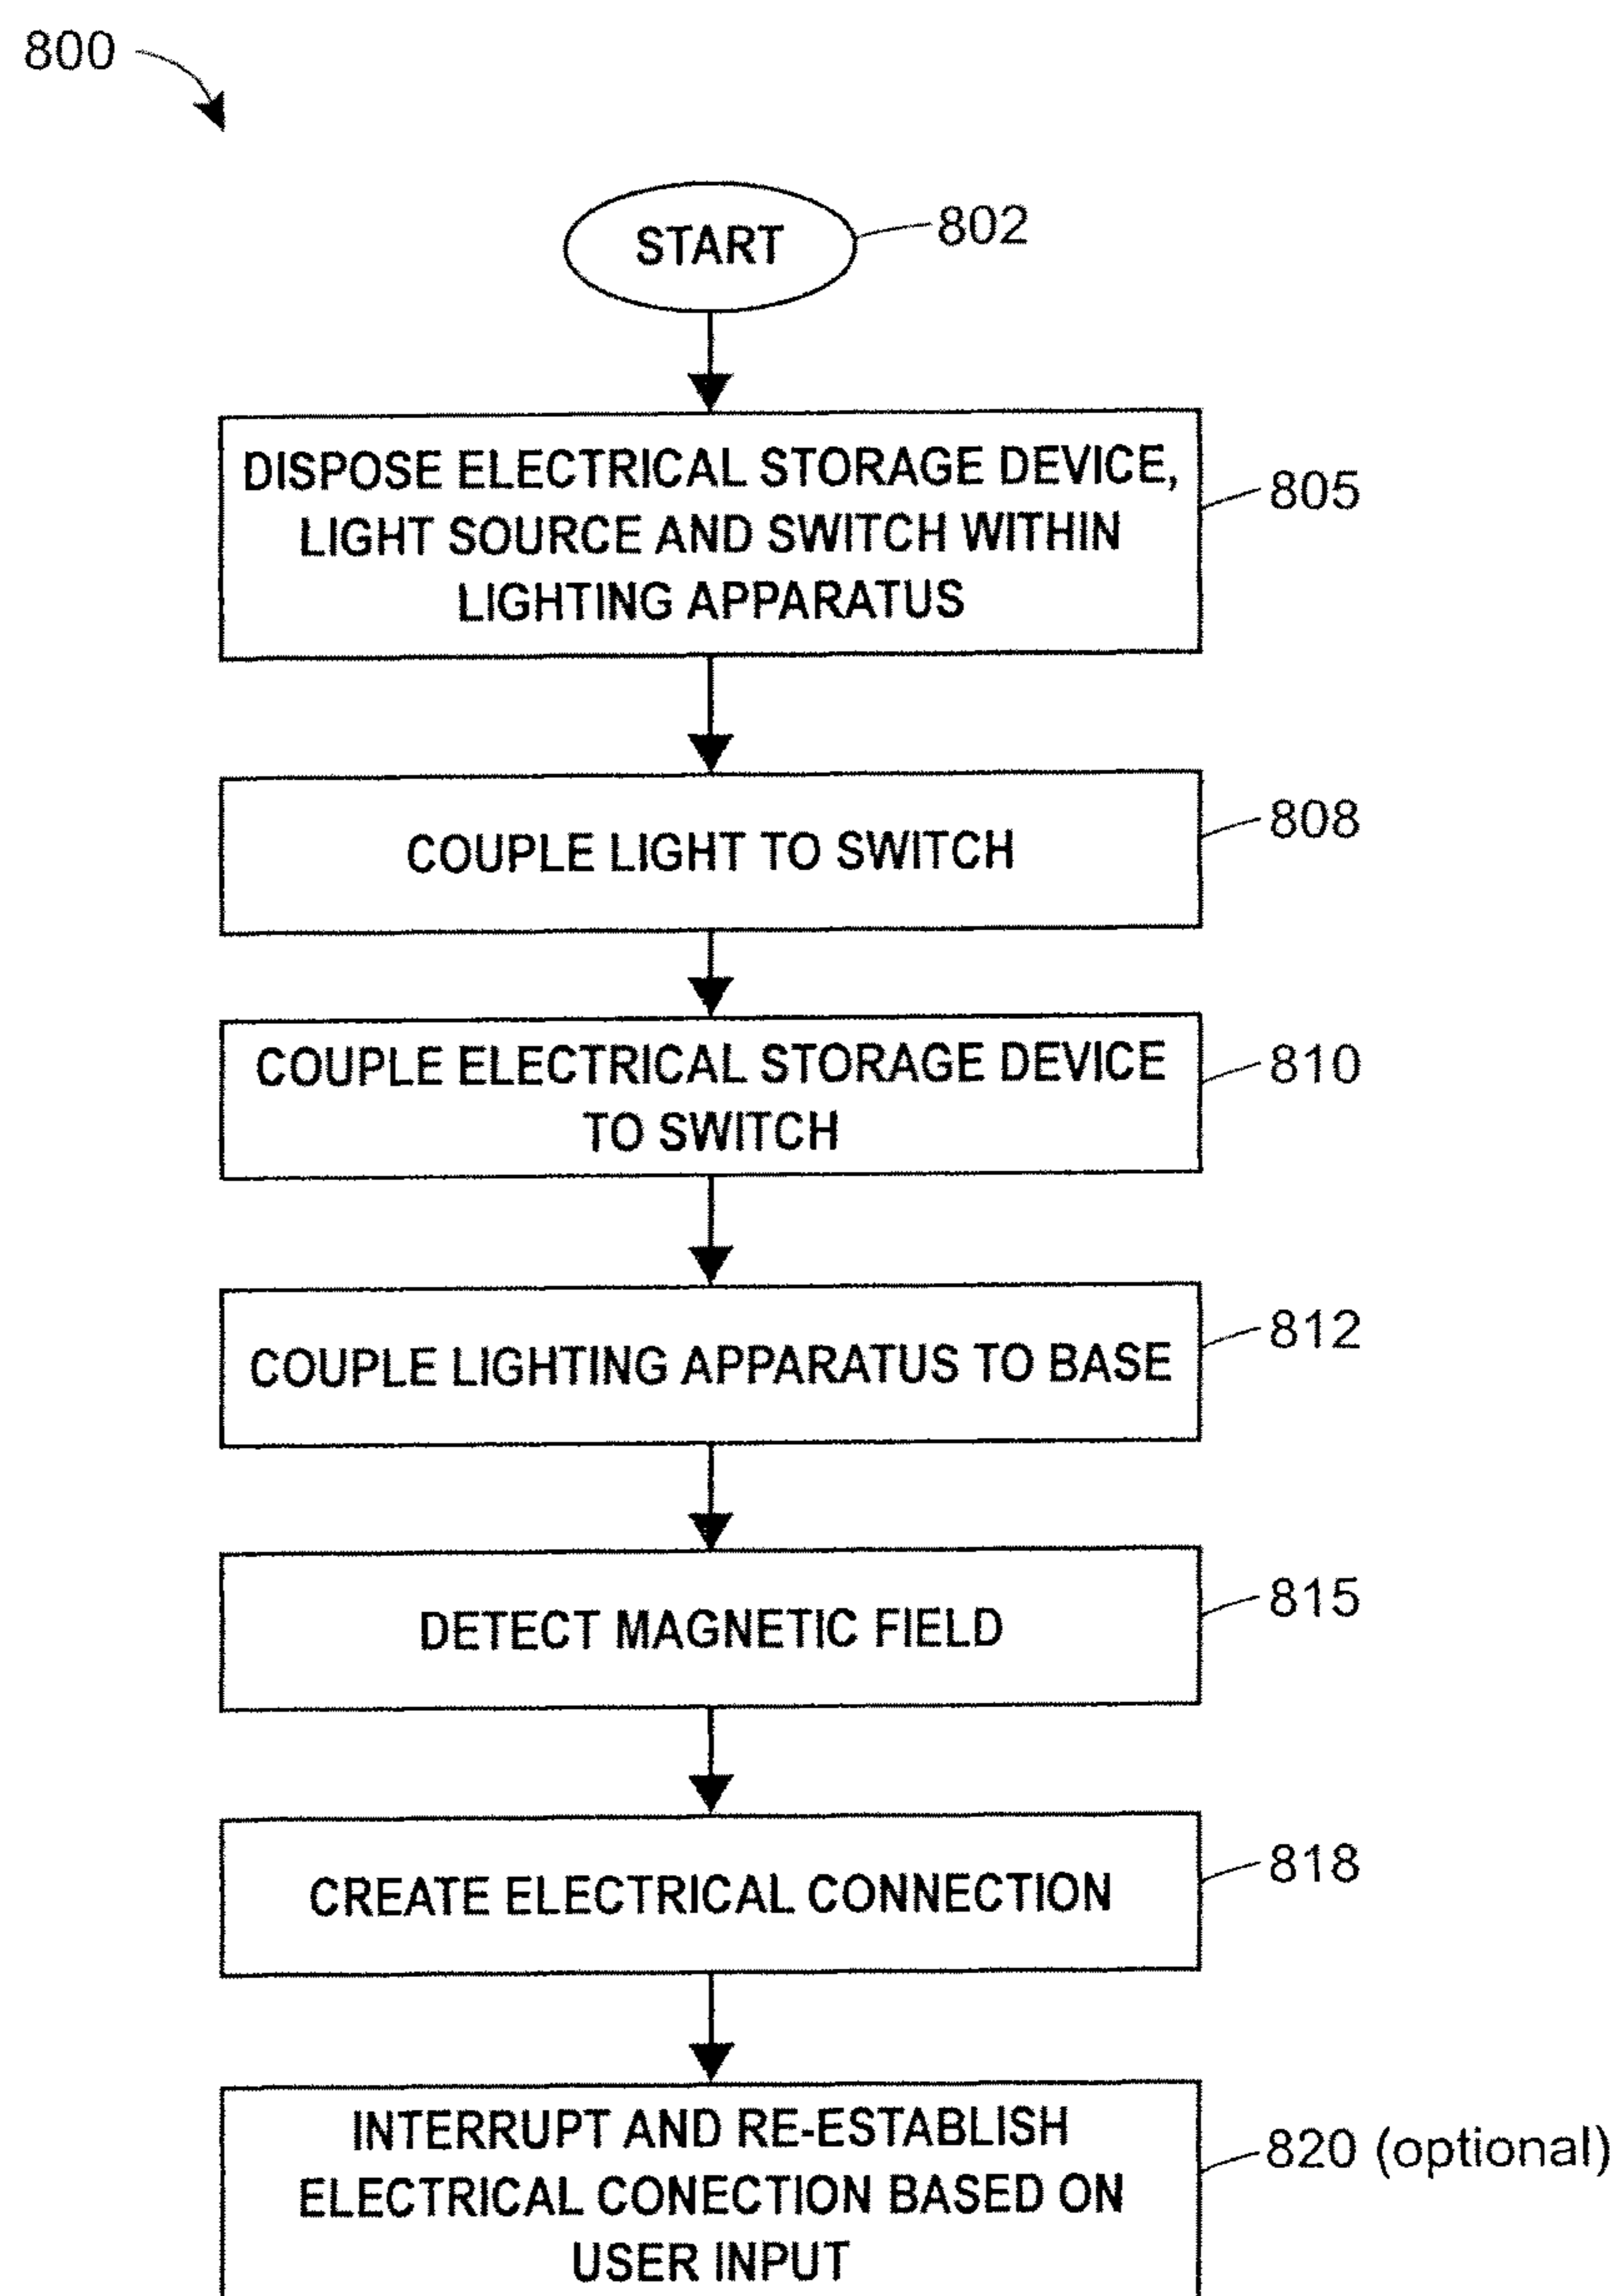 800
START
802
DISPOSE ELECTRICAL STORAGE DEVICE,
LIGHT SOURCE AND SWITCH WITHIN
LIGHTING APPARATUS
805
COUPLE LIGHT TO SWITCH
808
COUPLE ELECTRICAL STORAGE DEVICE
TO SWITCH
810
COUPLE LIGHTING APPARATUS TO BASE
812
DETECT MAGNETIC FIELD
815
CREATE ELECTRICAL CONNECTION
818
INTERRUPT AND RE-ESTABLISH
ELECTRICAL CONECTION BASED ON
USER INPUT
820 (optional)